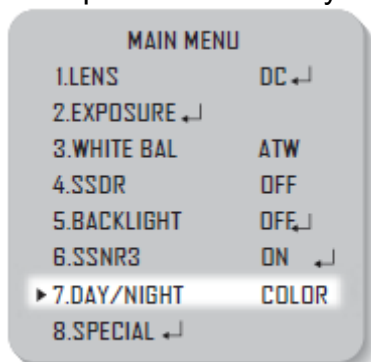 MAIN MENU
1.LENS DC↵
2.EXPOSURE ↵
3.WHITE BAL ATW
4.SSDR OFF
5.BACKLIGHT OFF↵
6.SSNR3 ON ↵
▶7.DAY/NIGHT COLOR
8.SPECIAL ↵